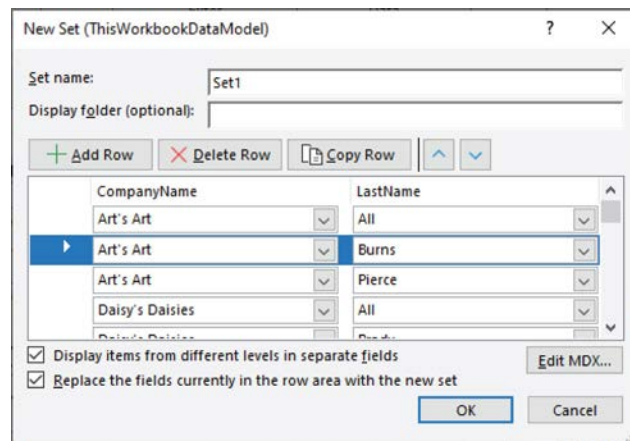 New Set (ThisWorkbookDataModel) ? ×
Set name: Set1
Display folder (optional):
Add Row Delete Row Copy Row
CompanyName LastName
Art's Art All
Art's Art Burns
Art's Art Pierce
Daisy's Daisies All
Display items from different levels in separate fields
Edit MDX...
Replace the fields currently in the row area with the new set
OK Cancel